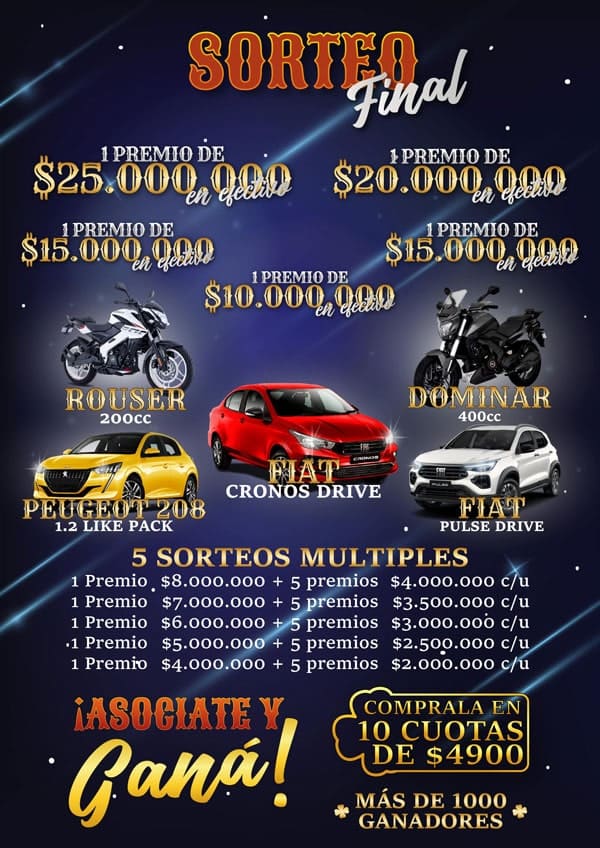 SORTEO
Final
1 PREMIO DE
$25.000.000
en efectivo
1 PREMIO DE
$20.000.000
en efectivo
1 PREMIO DE
$15.000.000
en efectivo
1 PREMIO DE
$15.000.000
en efectivo
1 PREMIO DE
$10.000.000
en efectivo
ROUSER
200cc
DOMINAR
400cc
FIAT
CRONOS DRIVE
PEUGEOT 208
1.2 LIKE PACK
FIAT
PULSE DRIVE
5 SORTEOS MULTIPLES
1 Premio $8.000.000 + 5 premios $4.000.000 c/u
1 Premio $7.000.000 + 5 premios $3.500.000 c/u
1 Premio $6.000.000 + 5 premios $3.000.000 c/u
1 Premio $5.000.000 + 5 premios $2.500.000 c/u
1 Premio $4.000.000 + 5 premios $2.000.000 c/u
¡ASOCIATE Y
Ganá!
COMPRALA EN
10 CUOTAS
DE $4900
MÁS DE 1000
GANADORES